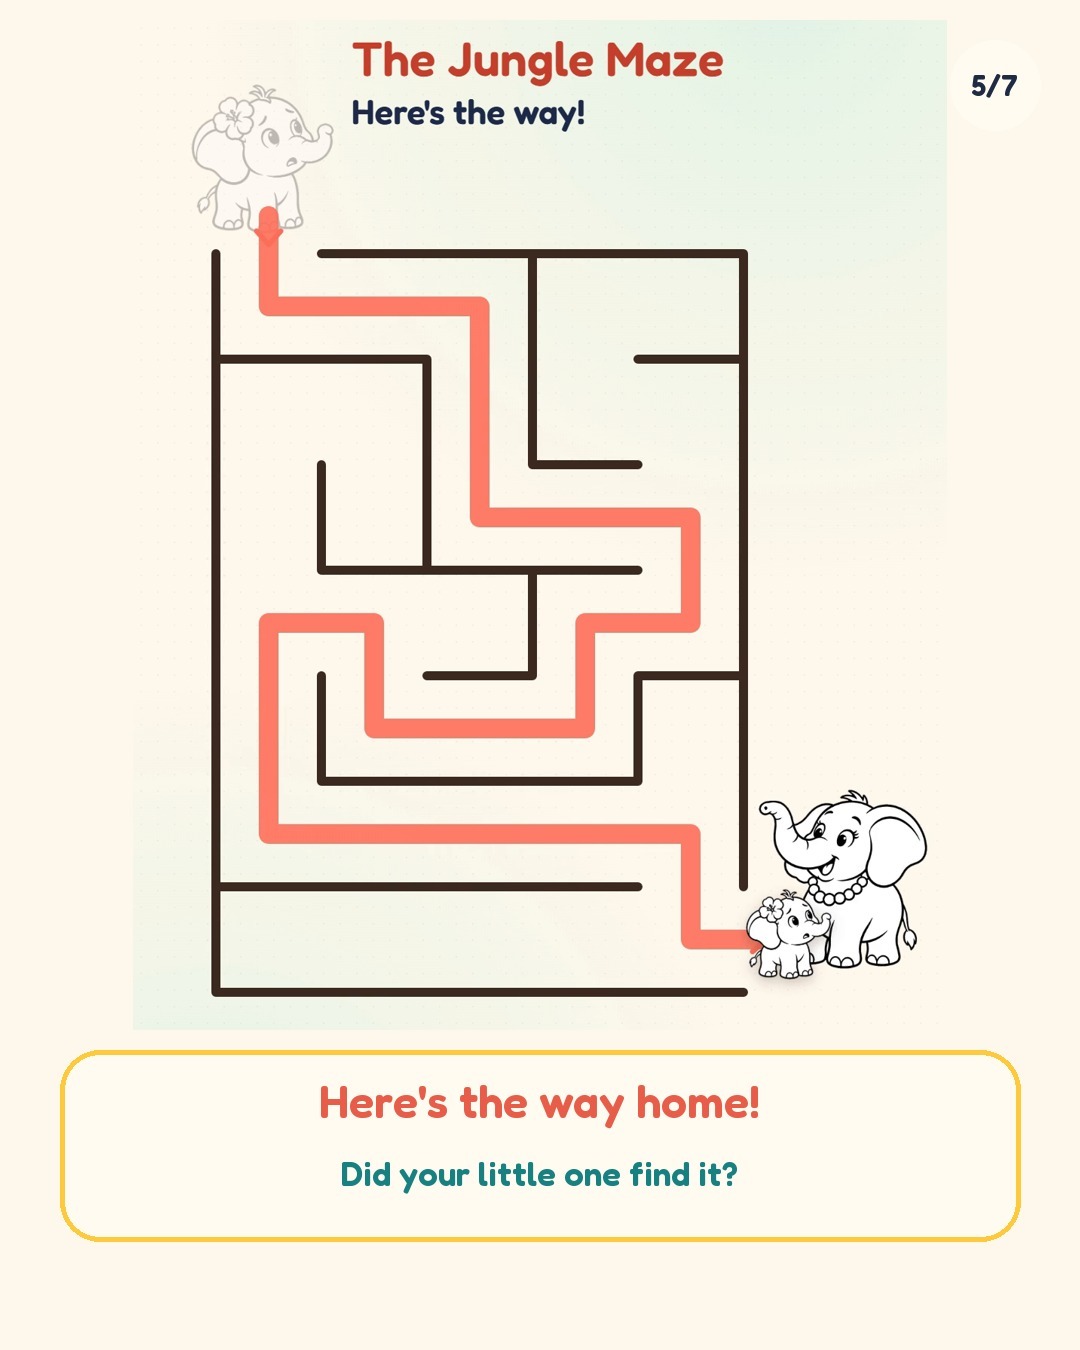 The Jungle Maze
Here's the way!
5/7
Here's the way home!
Did your little one find it?